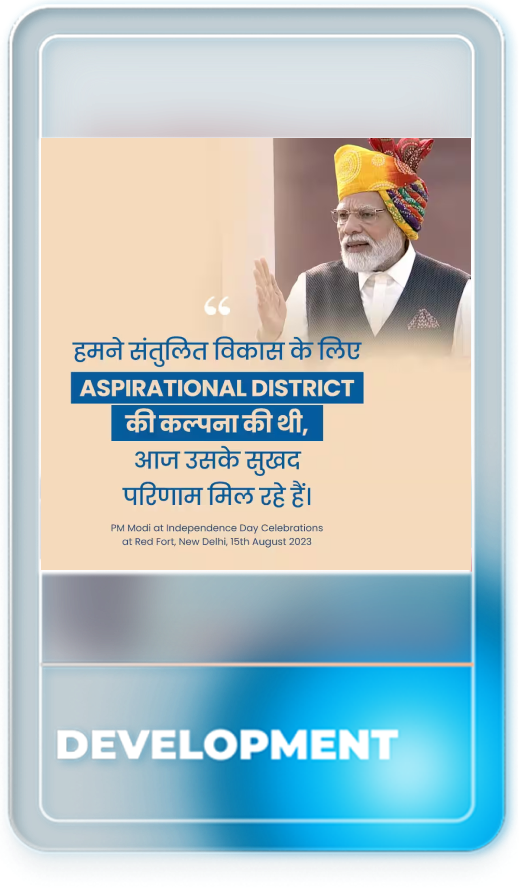 “
हमने संतुलित विकास के लिए
ASPIRATIONAL DISTRICT
की कल्पना की थी,
आज उसके सुखद
परिणाम मिल रहे हैं।
PM Modi at Independence Day Celebrations
at Red Fort, New Delhi, 15th August 2023
DEVELOPMENT